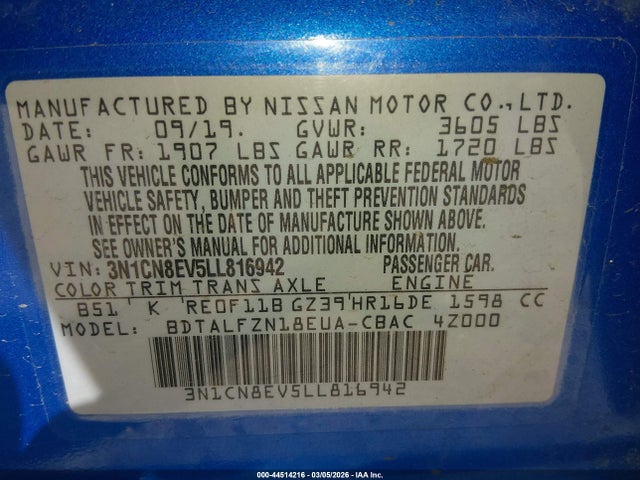 MANUFACTURED BY NISSAN MOTOR CO.,LTD.
DATE: 09/19. GVWR: 3605 LBS
GAWR FR: 1907 LBS GAWR RR: 1720 LBS
THIS VEHICLE CONFORMS TO ALL APPLICABLE FEDERAL MOTOR
VEHICLE SAFETY, BUMPER AND THEFT PREVENTION STANDARDS
IN EFFECT ON THE DATE OF MANUFACTURE SHOWN ABOVE.
SEE OWNER'S MANUAL FOR ADDITIONAL INFORMATION.
VIN: 3N1CN8EV5LL816942 PASSENGER CAR.
COLOR TRIM TRANS AXLE ENGINE
B51 K RE0F11B GZ39 HR16DE 1598 CC
MODEL: BDTALFZN18EUA-CBAC 4Z000
3N1CN8EV5LL816942
000-44514216 - 03/05/2026 - IAA Inc.